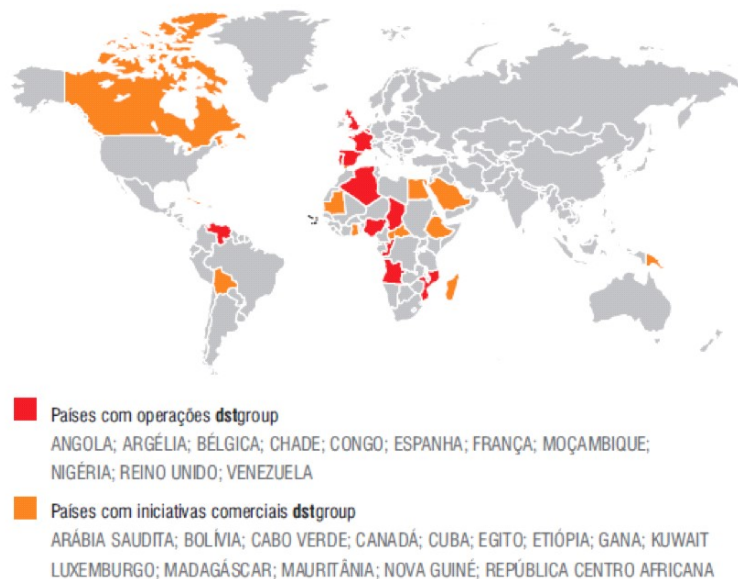 Países com operações dstgroup
ANGOLA; ARGÉLIA; BÉLGICA; CHADE; CONGO; ESPANHA; FRANÇA; MOÇAMBIQUE;
NIGÉRIA; REINO UNIDO; VENEZUELA
Países com iniciativas comerciais dstgroup
ARÁBIA SAUDITA; BOLÍVIA; CABO VERDE; CANADÁ; CUBA; EGITO; ETIÓPIA; GANA; KUWAIT
LUXEMBURGO; MADAGÁSCAR; MAURITÂNIA; NOVA GUINÉ; REPÚBLICA CENTRO AFRICANA